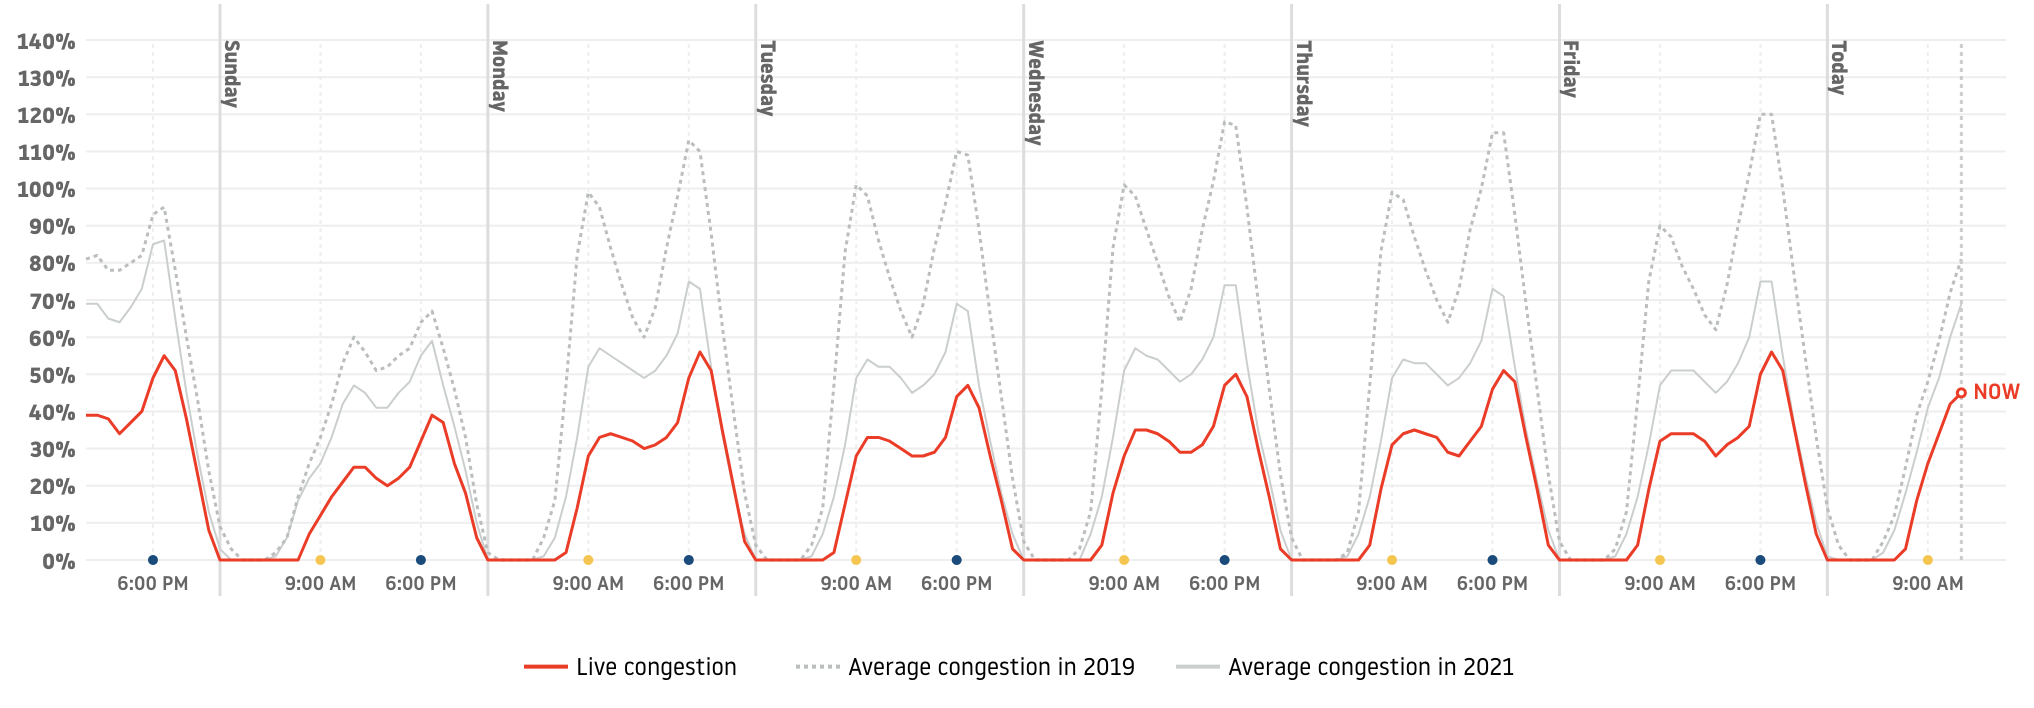 140%
130%
120%
110%
100%
90%
80%
70%
60%
50%
40%
30%
20%
10%
0%
Sunday
Monday
Tuesday
Wednesday
Thursday
Friday
Today
NOW
6:00 PM 9:00 AM 6:00 PM 9:00 AM 6:00 PM 9:00 AM 6:00 PM 9:00 AM 6:00 PM 9:00 AM 6:00 PM 9:00 AM 6:00 PM 9:00 AM
Live congestion Average congestion in 2019 Average congestion in 2021